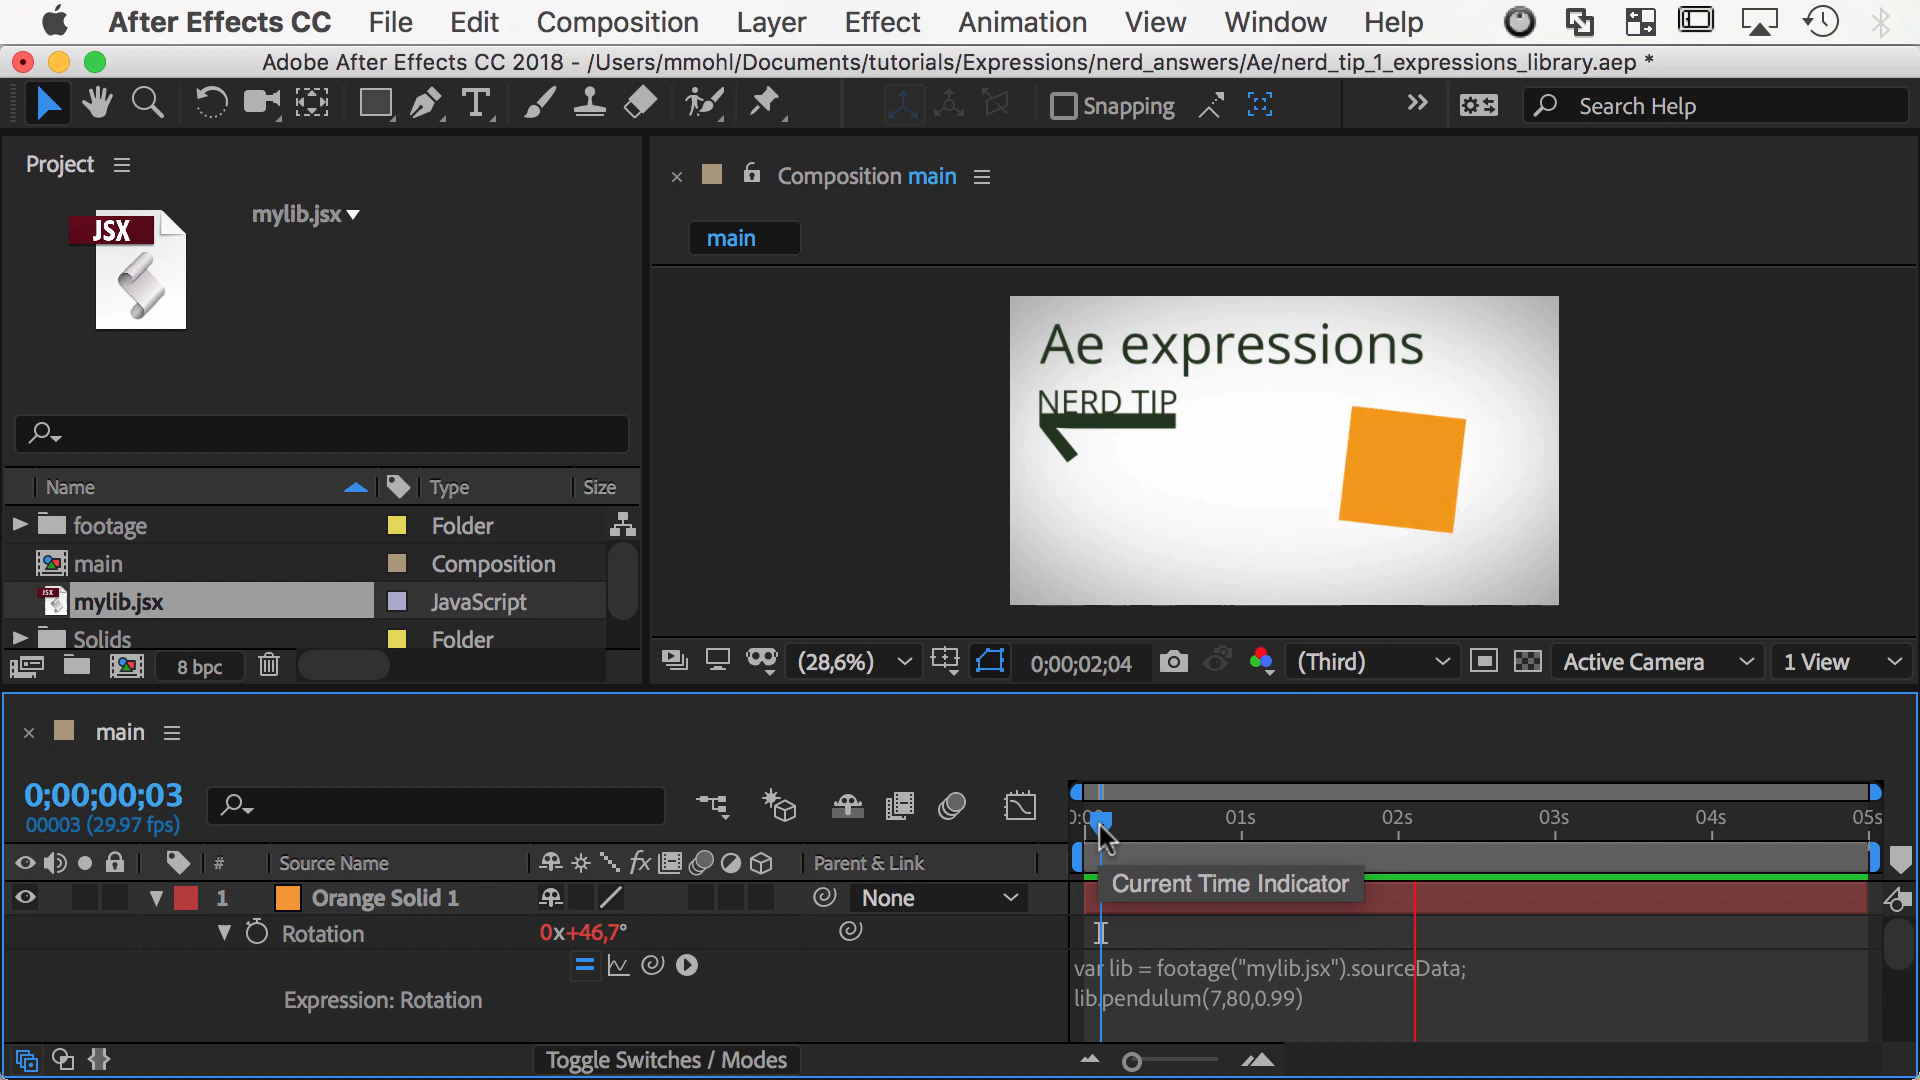 After Effects CC File Edit Composition Layer Effect Animation View Window Help
Adobe After Effects CC 2018 - /Users/mmohl/Documents/tutorials/Expressions/nerd_answers/Ae/nerd_tip_1_expressions_library.aep *
T Snapping Search Help
Project
JSX
mylib.jsx
Composition main
main
Ae expressions
NERD TIP
Name Type Size
footage Folder
main Composition
JSX mylib.jsx JavaScript
Solids Folder
8 bpc
(28,6%) 0;00;02;04 (Third) Active Camera 1 View
main
0;00;00;03
00003 (29.97 fps)
01s 02s 03s 04s 05s
# Source Name fx Parent & Link
1 Orange Solid 1 None
Current Time Indicator
Rotation 0x+46,7°
var lib = footage("mylib.jsx").sourceData;
lib.pendulum(7,80,0.99)
Expression: Rotation
Toggle Switches / Modes